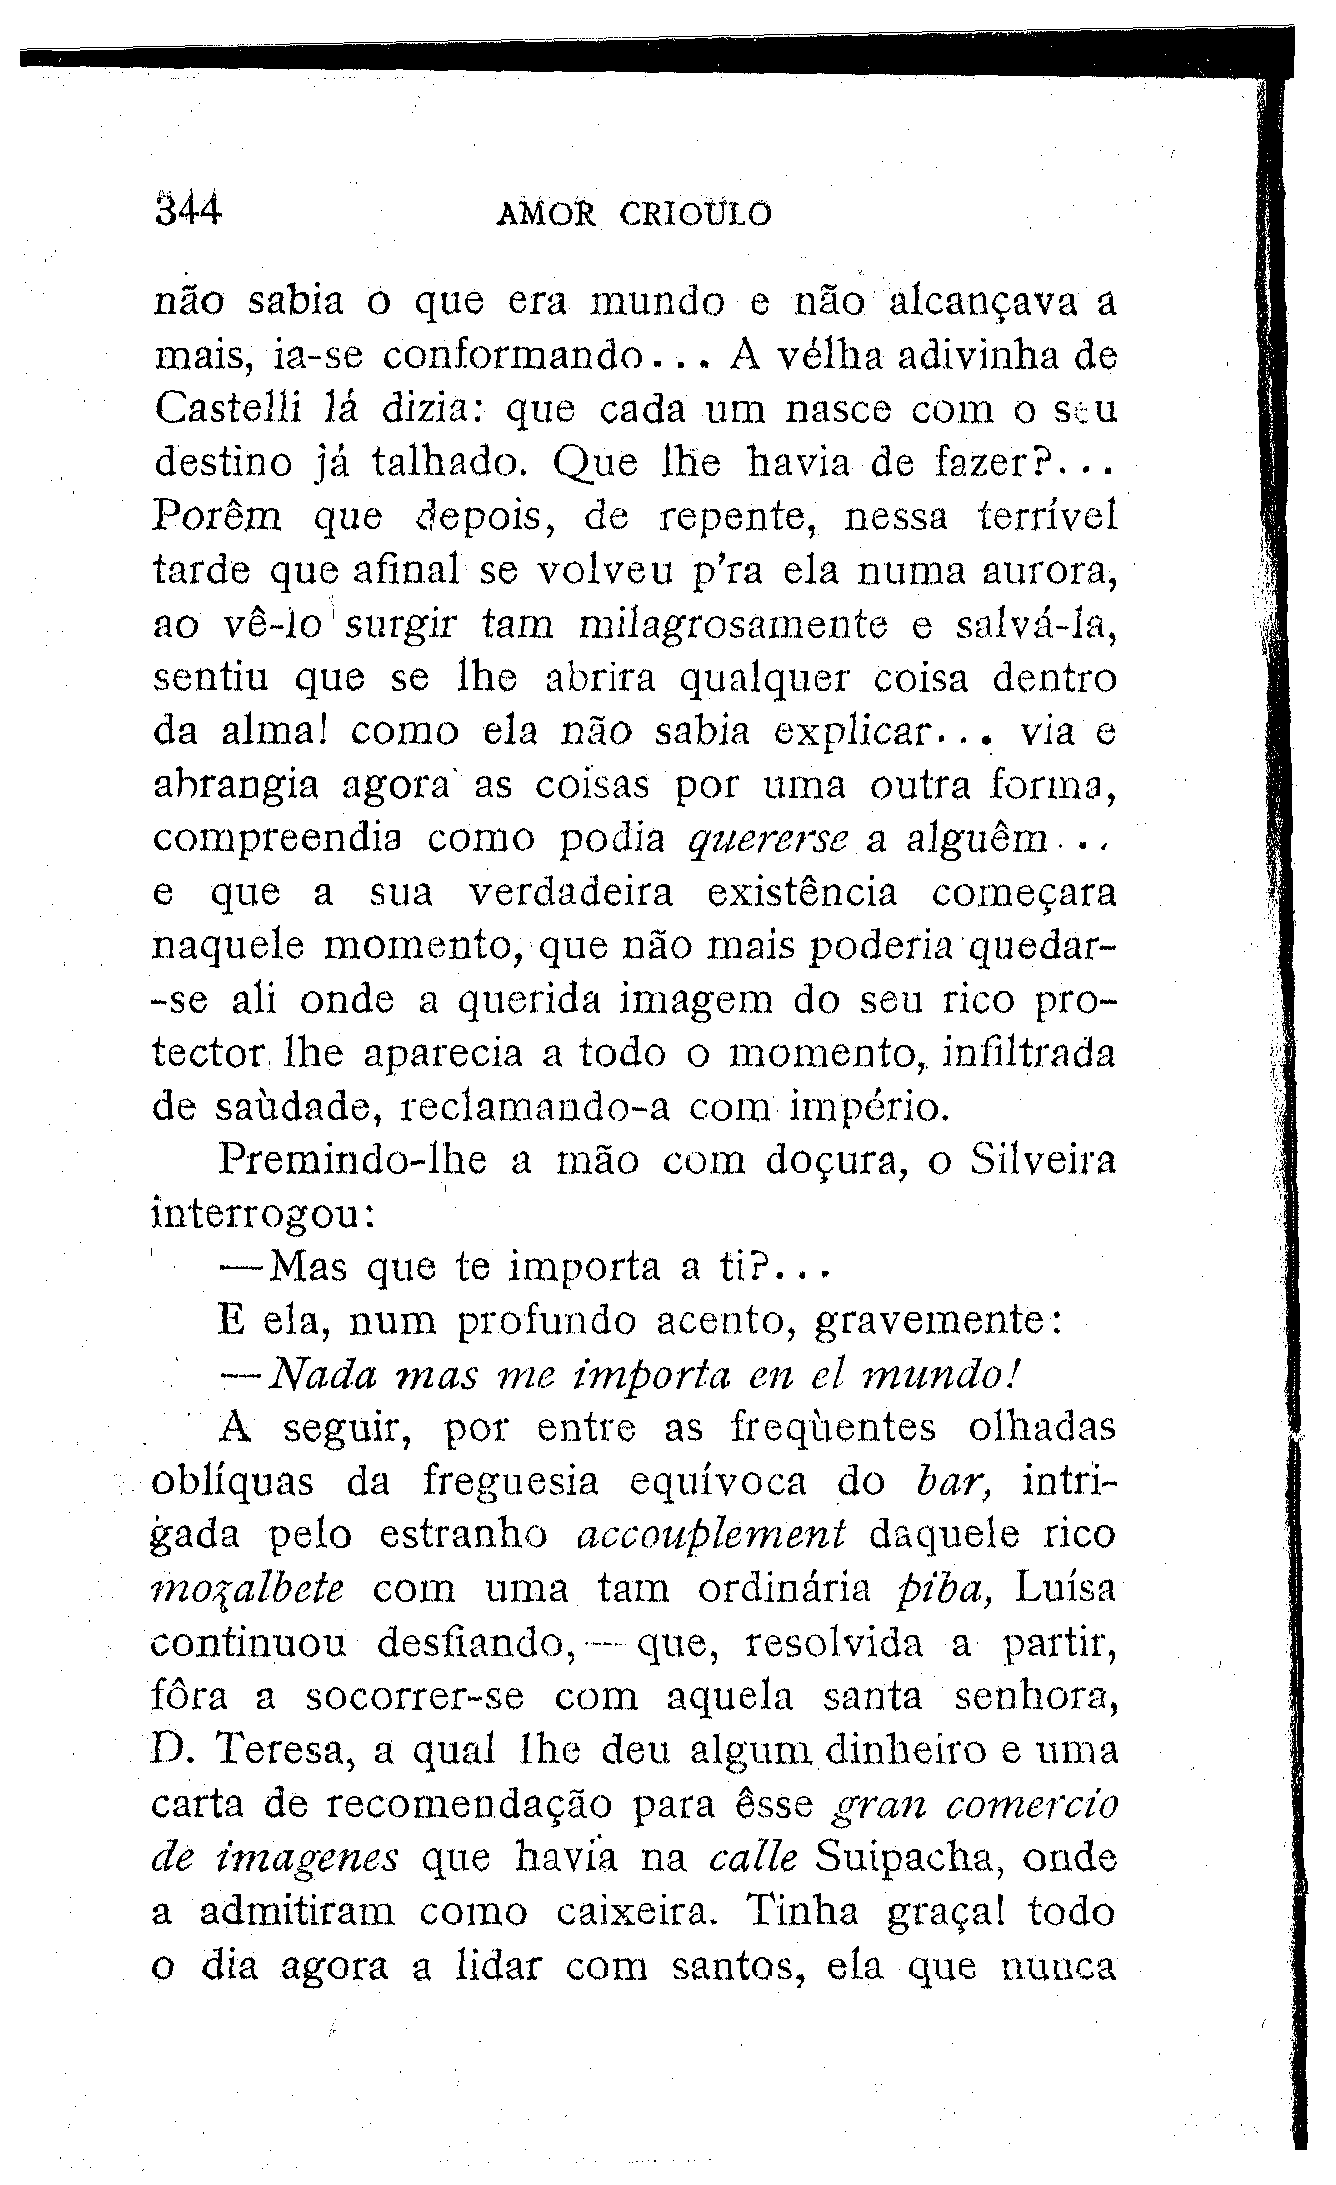 344 AMOR CRIOULO
não sabia o que era mundo e não alcançava a
mais, ia-se conformando... A vélha adivinha de
Castelli lá dizia: que cada um nasce com o seu
destino já talhado. Que lhe havia de fazer?...
Porêm que depois, de repente, nessa terrível
tarde que afinal se volveu p'ra ela numa aurora,
ao vê-lo surgir tam milagrosamente e salvá-la,
sentiu que se lhe abrira qualquer coisa dentro
da alma! como ela não sabia explicar... via e
abrangia agora as coisas por uma outra forma,
compreendia como podia quererse a alguêm...
e que a sua verdadeira existência começara
naquele momento, que não mais poderia quedar-
-se ali onde a querida imagem do seu rico pro-
tector lhe aparecia a todo o momento, infiltrada
de saùdade, reclamando-a com império.
Premindo-lhe a mão com doçura, o Silveira
interrogou:
—Mas que te importa a ti?...
E ela, num profundo acento, gravemente:
—Nada mas me importa en el mundo!
A seguir, por entre as freqùentes olhadas
oblíquas da freguesia equívoca do bar, intri-
gada pelo estranho accouplement daquele rico
mozalbete com uma tam ordinária piba, Luísa
continuou desfiando, — que, resolvida a partir,
fôra a socorrer-se com aquela santa senhora,
D. Teresa, a qual lhe deu algum dinheiro e uma
carta de recomendação para êsse gran comercio
de imagenes que havia na calle Suipacha, onde
a admitiram como caixeira. Tinha graça! todo
o dia agora a lidar com santos, ela que nunca